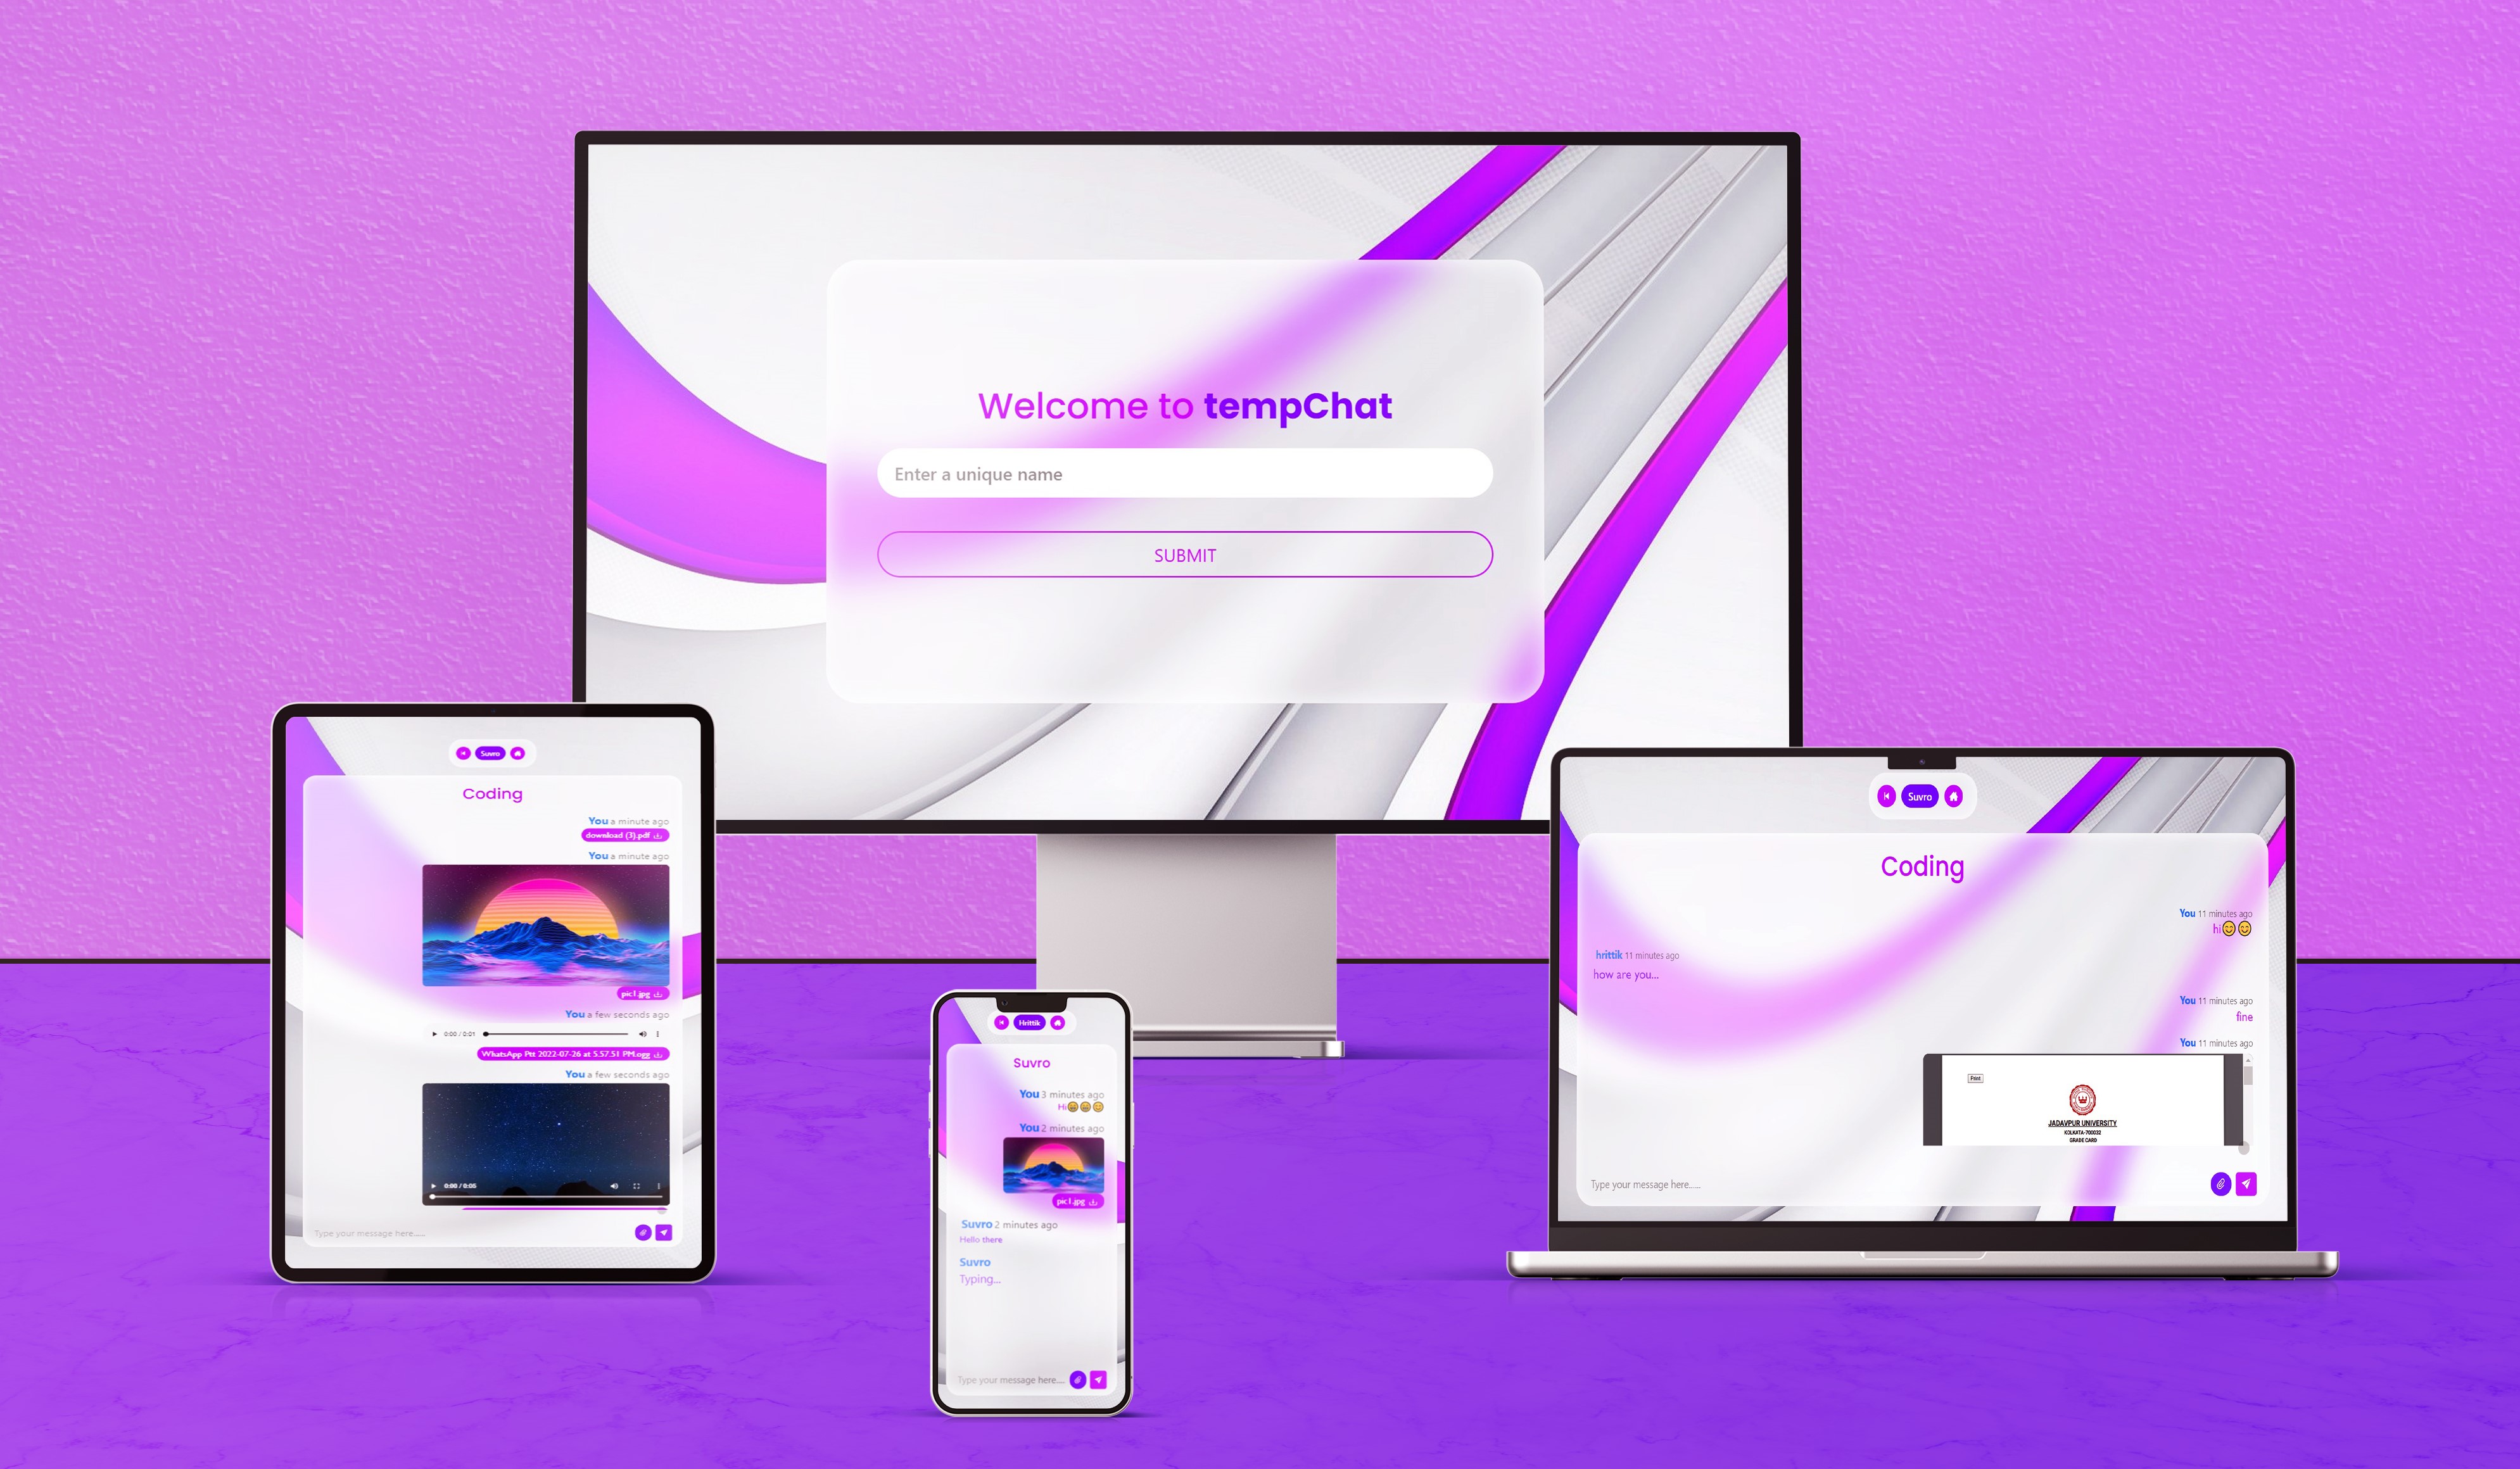 Welcome to tempChat
Enter a unique name
SUBMIT
Suvro
Coding
You a minute ago
download (3).pdf
You a minute ago
pic1.jpg
You a few seconds ago
0:00 / 0:01
WhatsApp Ptt 2022-07-26 at 5.57.51 PM.ogg
You a few seconds ago
0:00 / 0:05
Type your message here......
Hrittik
Suvro
You 3 minutes ago
Hi😄😄😊
You 2 minutes ago
pic1.jpg
Suvro 2 minutes ago
Hello there
Suvro
Typing...
Type your message here....
Suvro
Coding
You 11 minutes ago
hi😊😊
hrittik 11 minutes ago
how are you...
You 11 minutes ago
fine
You 11 minutes ago
Print
JADAVPUR UNIVERSITY
KOLKATA-700032
GRADE CARD
Type your message here......